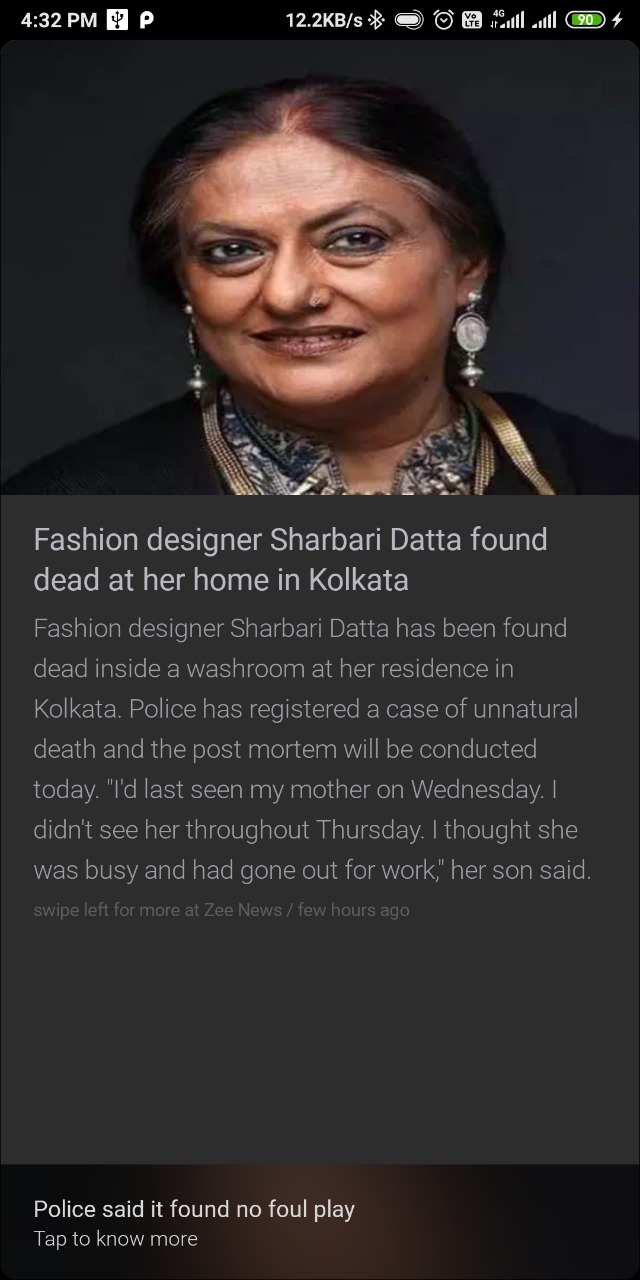 4:32 PM 12.2KB/s Vo LTE 4G 90
Fashion designer Sharbari Datta found
dead at her home in Kolkata
Fashion designer Sharbari Datta has been found
dead inside a washroom at her residence in
Kolkata. Police has registered a case of unnatural
death and the post mortem will be conducted
today. "I'd last seen my mother on Wednesday. I
didn't see her throughout Thursday. I thought she
was busy and had gone out for work," her son said.
swipe left for more at Zee News / few hours ago
Police said it found no foul play
Tap to know more